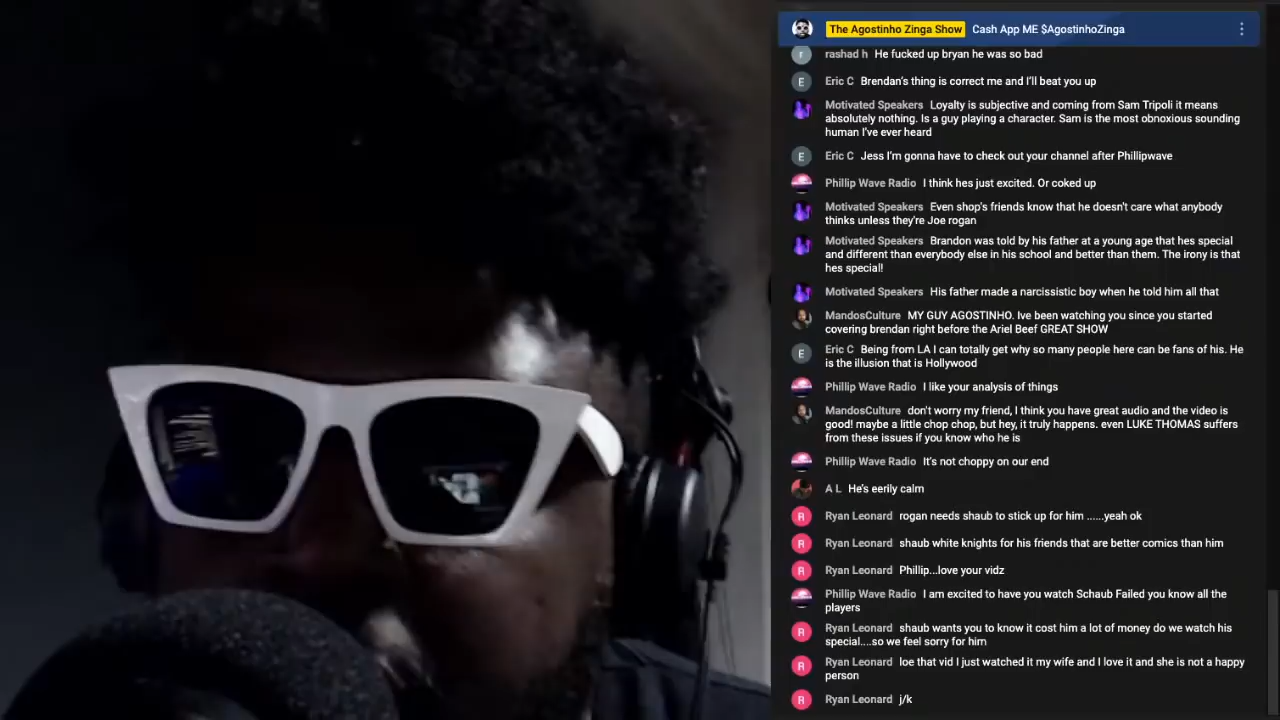 The Agostinho Zinga Show Cash App ME $AgostinhoZinga
r rashad h He fucked up bryan he was so bad
E Eric C Brendan's thing is correct me and I'll beat you up
Motivated Speakers Loyalty is subjective and coming from Sam Tripoli it means
absolutely nothing. Is a guy playing a character. Sam is the most obnoxious sounding
human I've ever heard
E Eric C Jess I'm gonna have to check out your channel after Phillipwave
Phillip Wave Radio I think hes just excited. Or coked up
Motivated Speakers Even shop's friends know that he doesn't care what anybody
thinks unless they're Joe rogan
Motivated Speakers Brandon was told by his father at a young age that hes special
and different than everybody else in his school and better than them. The irony is that
hes special!
Motivated Speakers His father made a narcissistic boy when he told him all that
MandosCulture MY GUY AGOSTINHO. Ive been watching you since you started
covering brendan right before the Ariel Beef GREAT SHOW
E Eric C Being from LA I can totally get why so many people here can be fans of his. He
is the illusion that is Hollywood
Phillip Wave Radio I like your analysis of things
MandosCulture don't worry my friend, I think you have great audio and the video is
good! maybe a little chop chop, but hey, it truly happens. even LUKE THOMAS suffers
from these issues if you know who he is
Phillip Wave Radio It's not choppy on our end
A L He's eerily calm
R Ryan Leonard rogan needs shaub to stick up for him ......yeah ok
R Ryan Leonard shaub white knights for his friends that are better comics than him
R Ryan Leonard Phillip...love your vidz
Phillip Wave Radio I am excited to have you watch Schaub Failed you know all the
players
R Ryan Leonard shaub wants you to know it cost him a lot of money do we watch his
special....so we feel sorry for him
R Ryan Leonard loe that vid I just watched it my wife and I love it and she is not a happy
person
R Ryan Leonard j/k